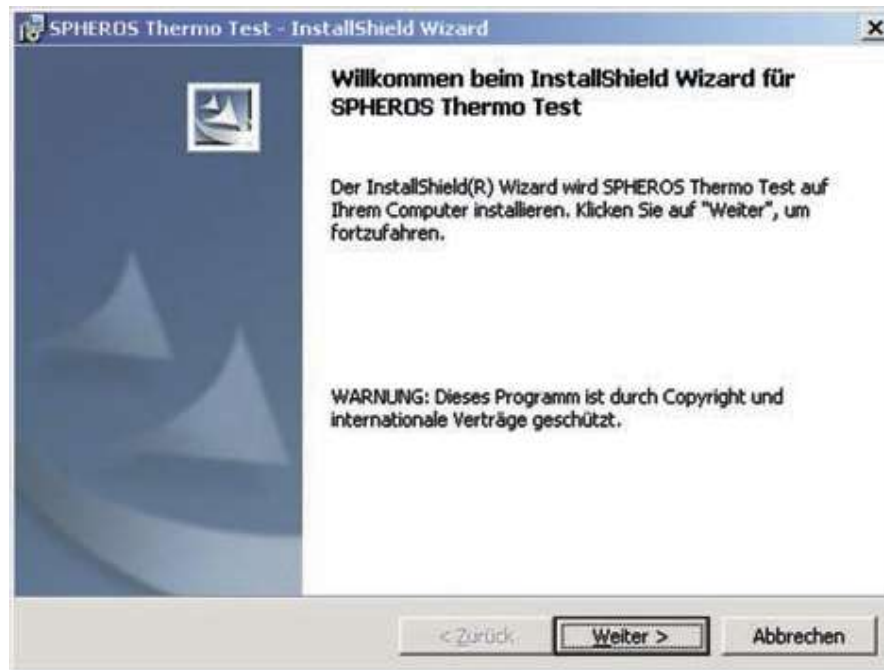 SPHEROS Thermo Test - InstallShield Wizard
Willkommen beim InstallShield Wizard für
SPHEROS Thermo Test
Der InstallShield(R) Wizard wird SPHEROS Thermo Test auf
Ihrem Computer installieren. Klicken Sie auf "Weiter", um
fortzufahren.
WARNUNG: Dieses Programm ist durch Copyright und
internationale Verträge geschützt.
< Zurück
Weiter >
Abbrechen